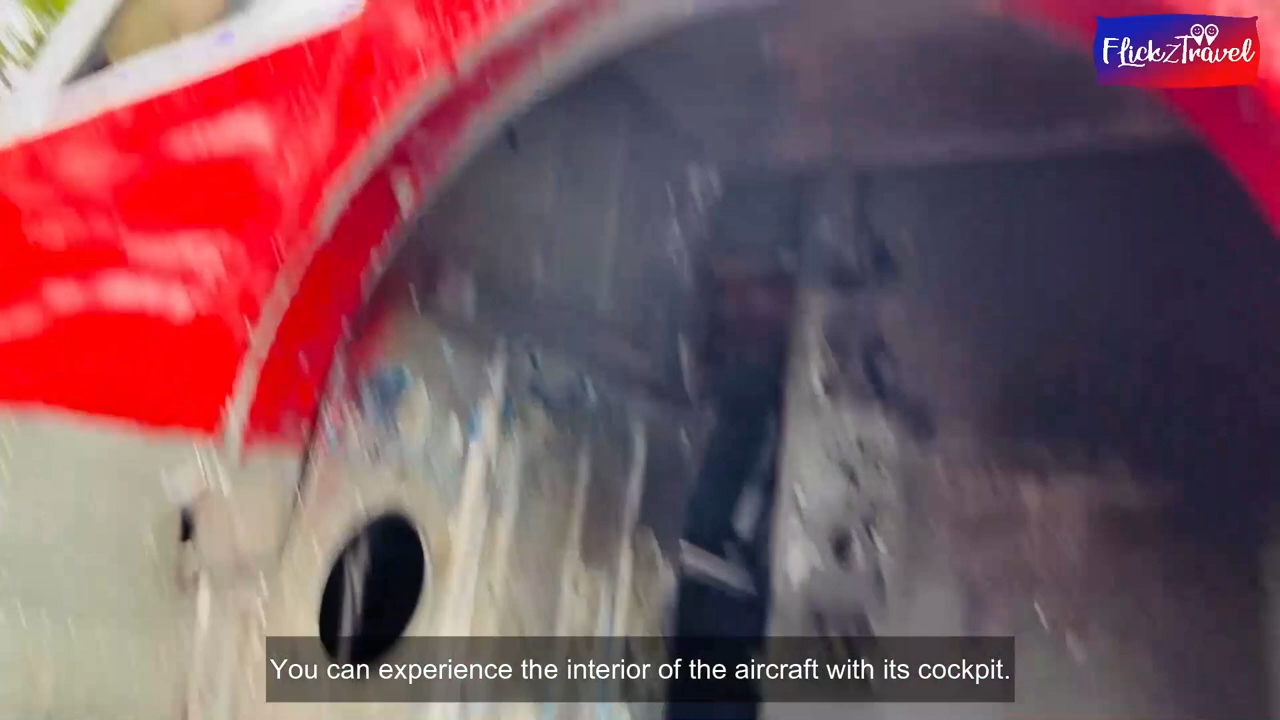 FLickzTravel
You can experience the interior of the aircraft with its cockpit.